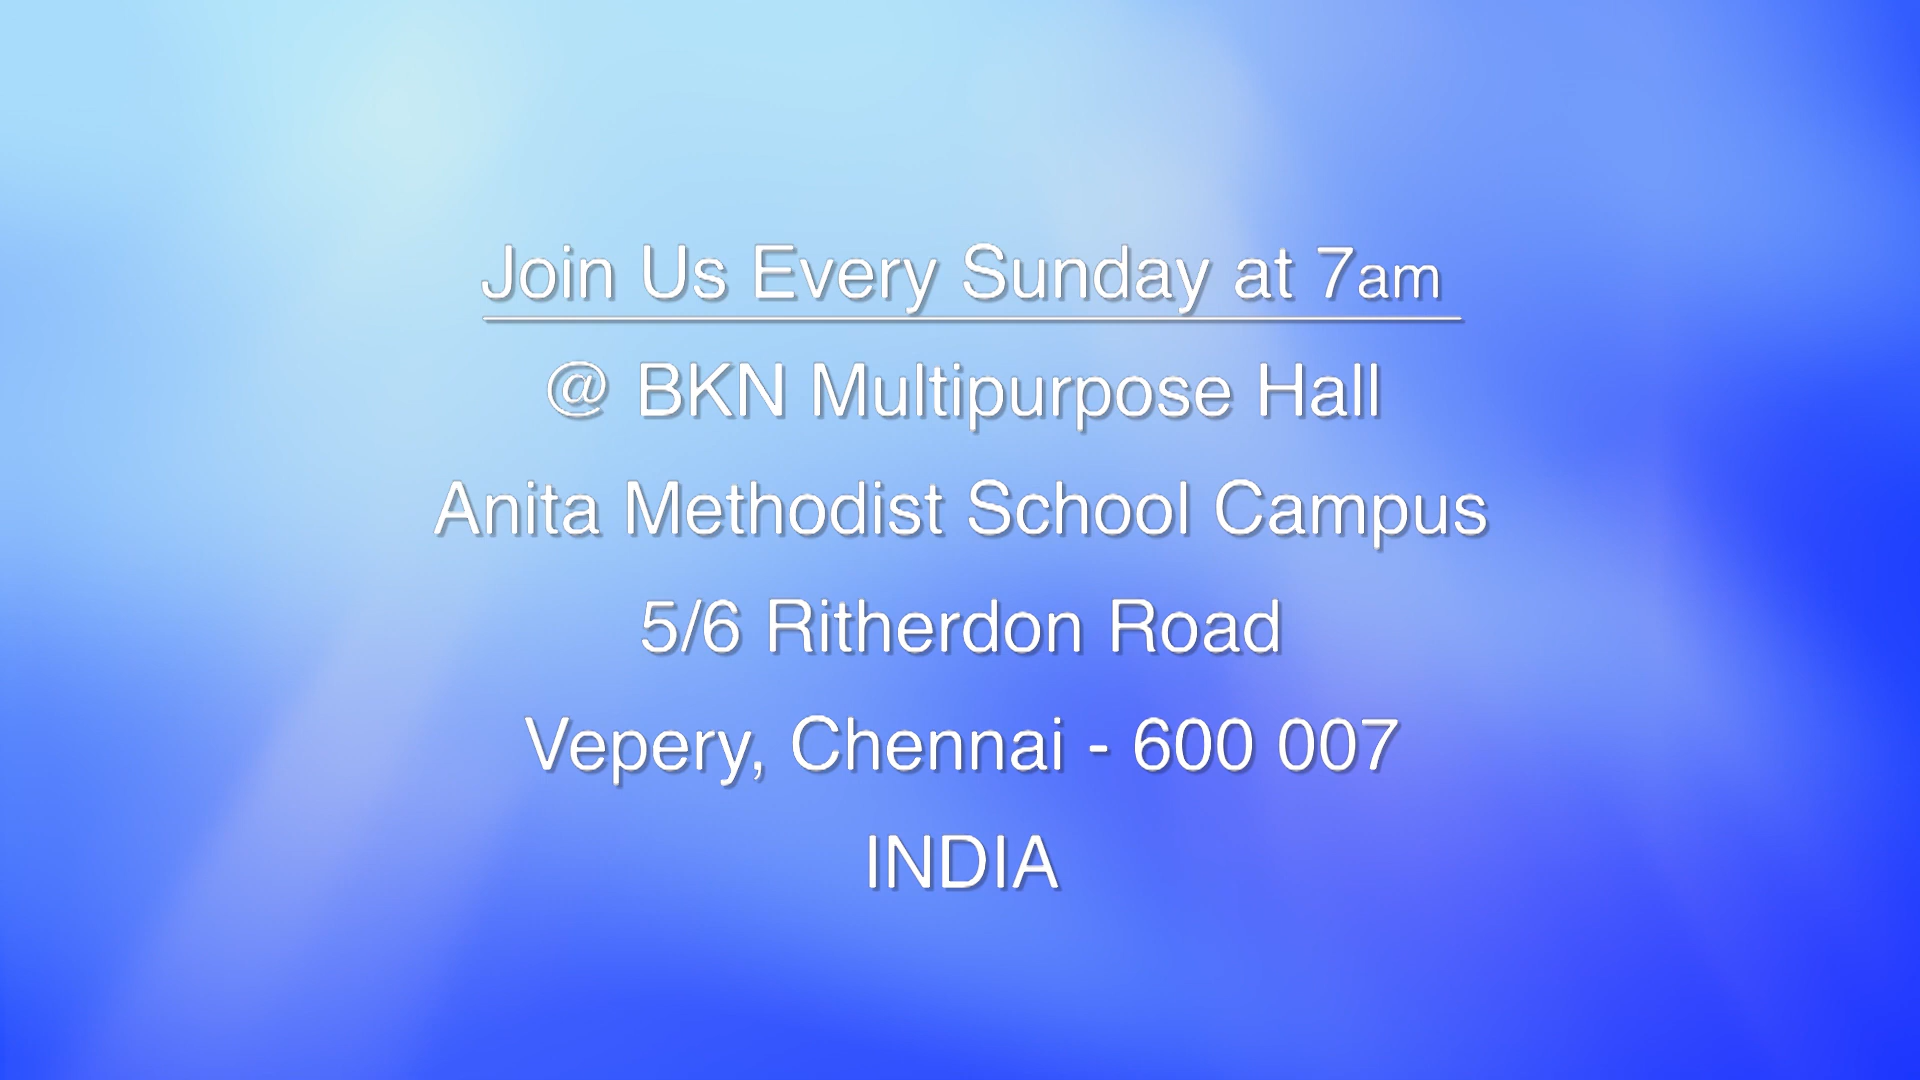 Join Us Every Sunday at 7am
@ BKN Multipurpose Hall
Anita Methodist School Campus
5/6 Ritherdon Road
Vepery, Chennai - 600 007
INDIA